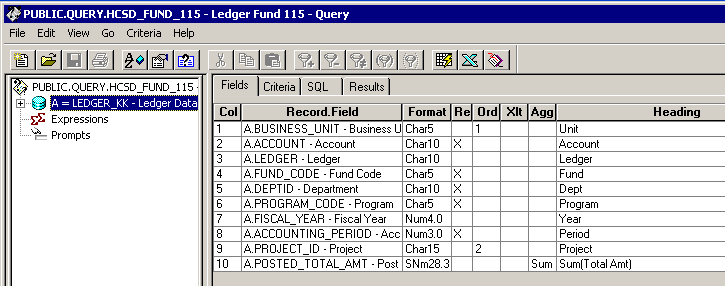 PUBLIC.QUERY.HCSD_FUND_115 - Ledger Fund 115 - Query
File Edit View Go Criteria Help
PUBLIC.QUERY.HCSD_FUND_115 -
A = LEDGER_KK - Ledger Data
Expressions
Prompts
Fields Criteria SQL Results
Col Record.Field Format Re Ord Xlt Agg Heading
1 A.BUSINESS_UNIT - Business U Char5 1 Unit
2 A.ACCOUNT - Account Char10 X Account
3 A.LEDGER - Ledger Char10 Ledger
4 A.FUND_CODE - Fund Code Char5 X Fund
5 A.DEPTID - Department Char10 X Dept
6 A.PROGRAM_CODE - Program Char5 X Program
7 A.FISCAL_YEAR - Fiscal Year Num4.0 Year
8 A.ACCOUNTING_PERIOD - Acc Num3.0 X Period
9 A.PROJECT_ID - Project Char15 2 Project
10 A.POSTED_TOTAL_AMT - Post SNm28.3 Sum Sum(Total Amt)